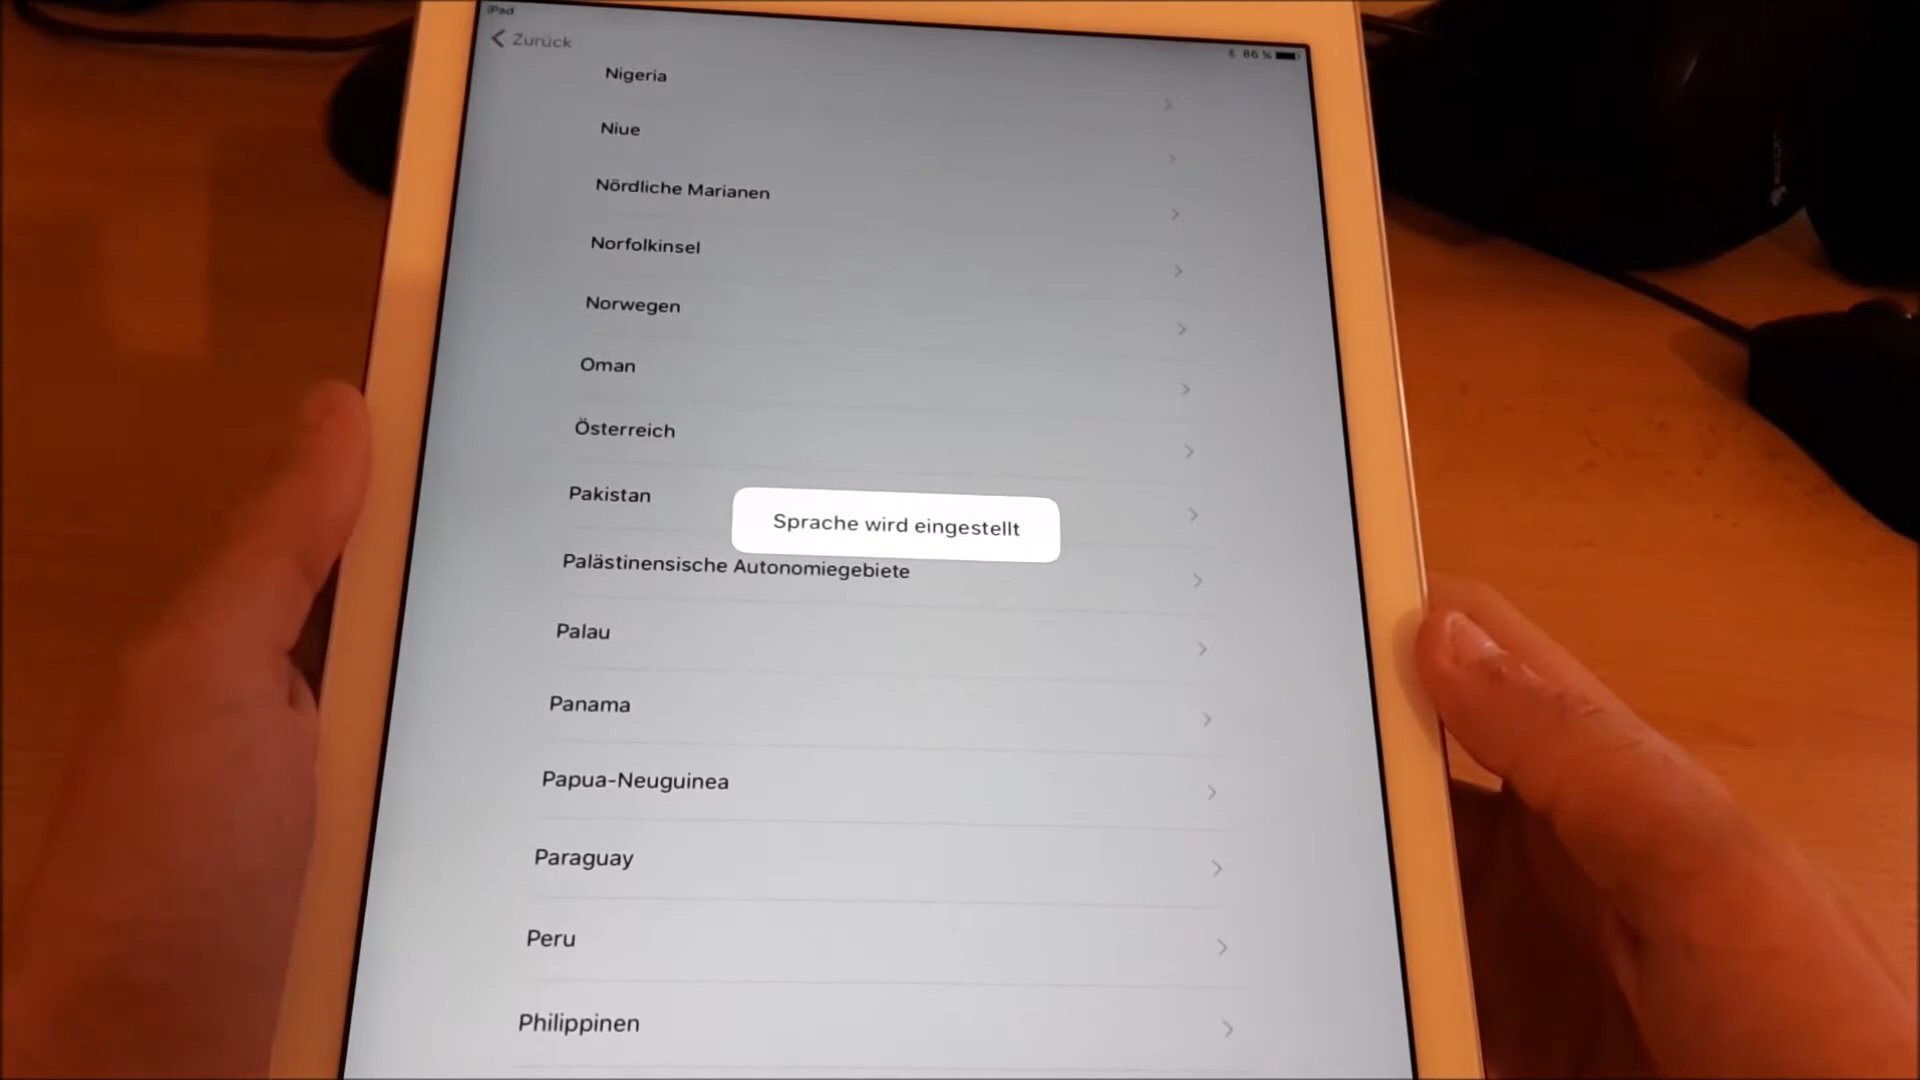 iPad
Zurück
86 %
Nigeria
Niue
Nördliche Marianen
Norfolkinsel
Norwegen
Oman
Österreich
Pakistan
Sprache wird eingestellt
Palästinensische Autonomiegebiete
Palau
Panama
Papua-Neuguinea
Paraguay
Peru
Philippinen